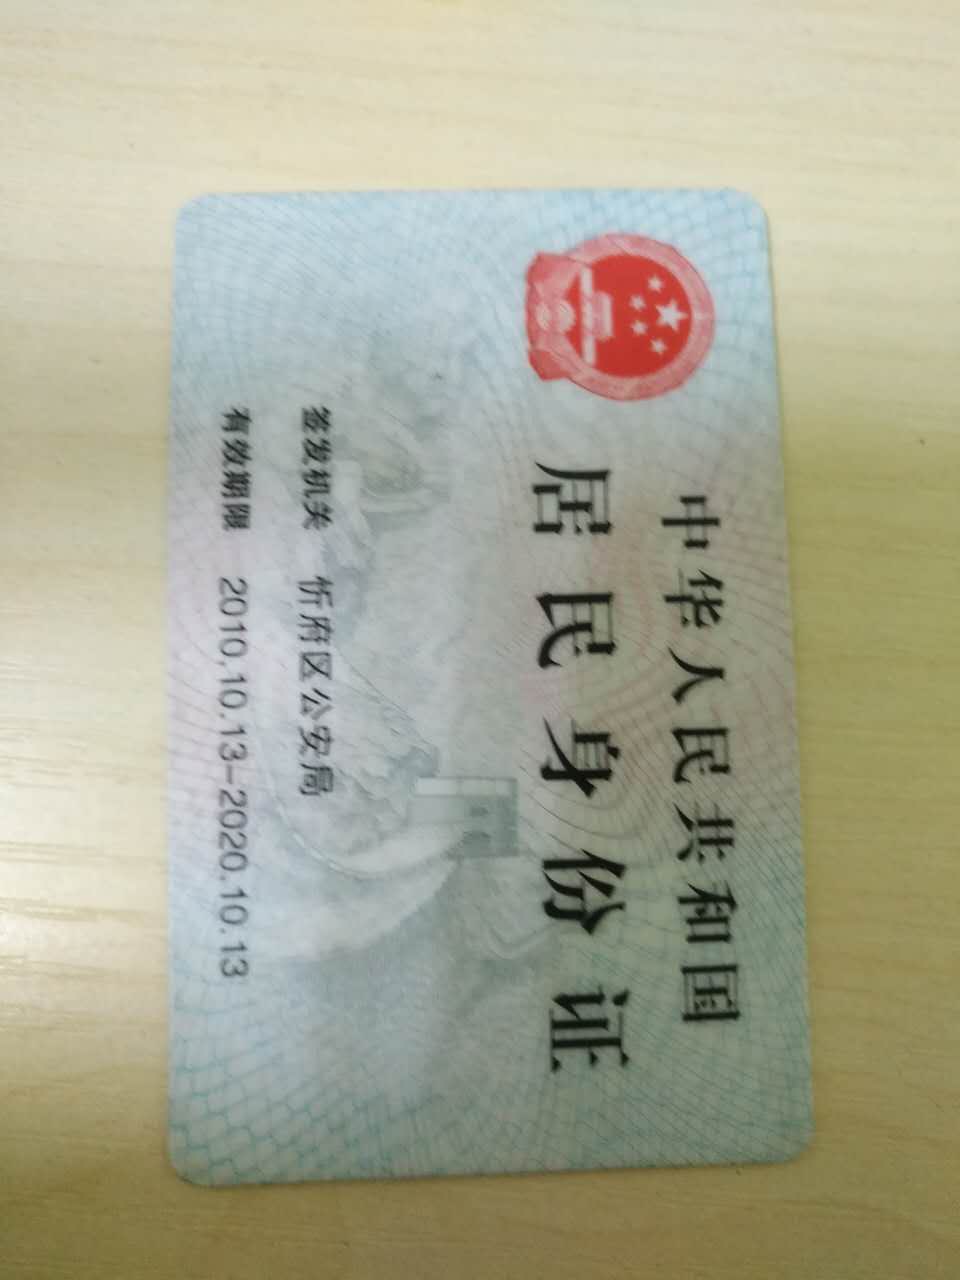 中华人民共和国
居民身份证
签发机关 忻府区公安局
有效期限 2010.10.13-2020.10.13